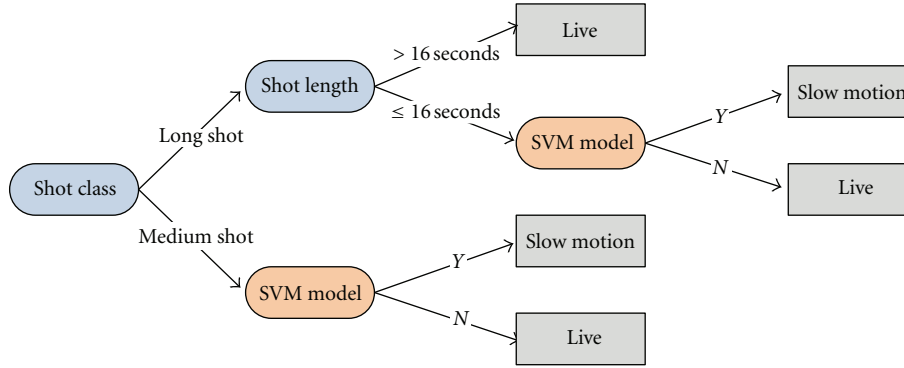 Shot class
Long shot
Medium shot
Shot length
> 16 seconds
≤ 16 seconds
Live
SVM model
Y
N
Slow motion
Live
SVM model
Y
N
Slow motion
Live